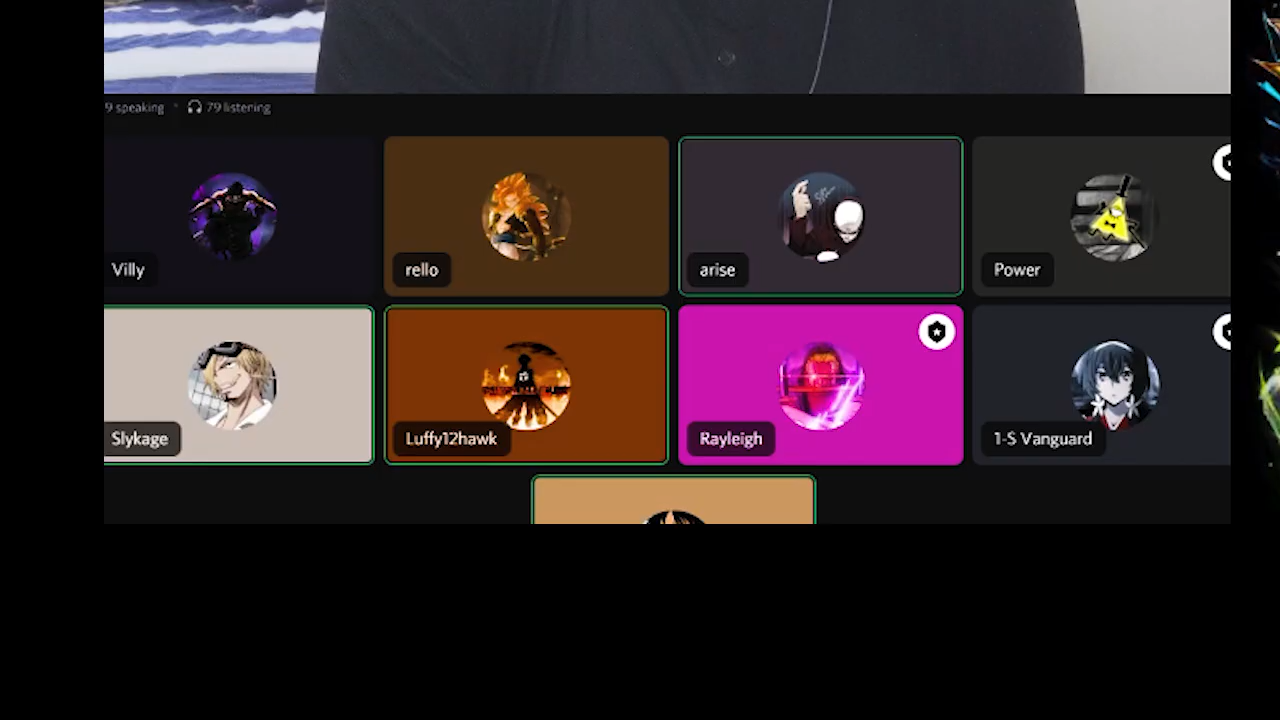 9 speaking • 79 listening
Villy
rello
arise
Power
Slykage
Luffy12hawk
Rayleigh
1-S Vanguard